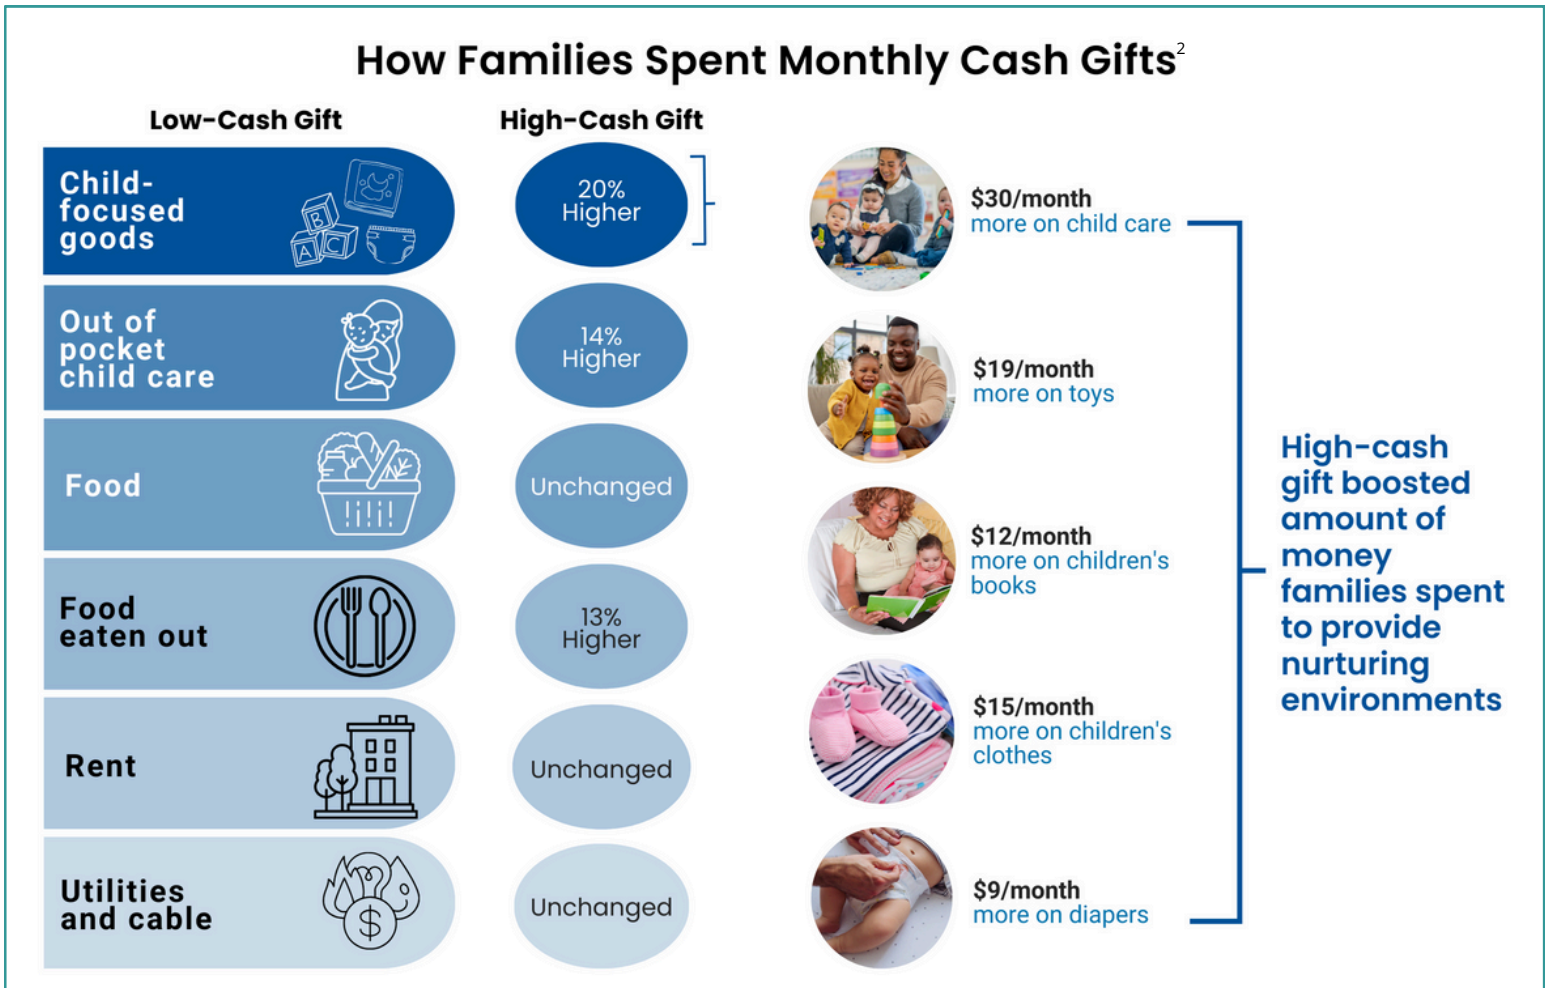 How Families Spent Monthly Cash Gifts2
Low-Cash Gift
High-Cash Gift
Child-
focused
goods
B
A
C
20%
Higher
Out of
pocket
child care
14%
Higher
Food
Unchanged
Food
eaten out
13%
Higher
Rent
Unchanged
Utilities
and cable
$
Unchanged
$30/month
more on child care
$19/month
more on toys
$12/month
more on children's
books
$15/month
more on children's
clothes
$9/month
more on diapers
High-cash
gift boosted
amount of
money
families spent
to provide
nurturing
environments